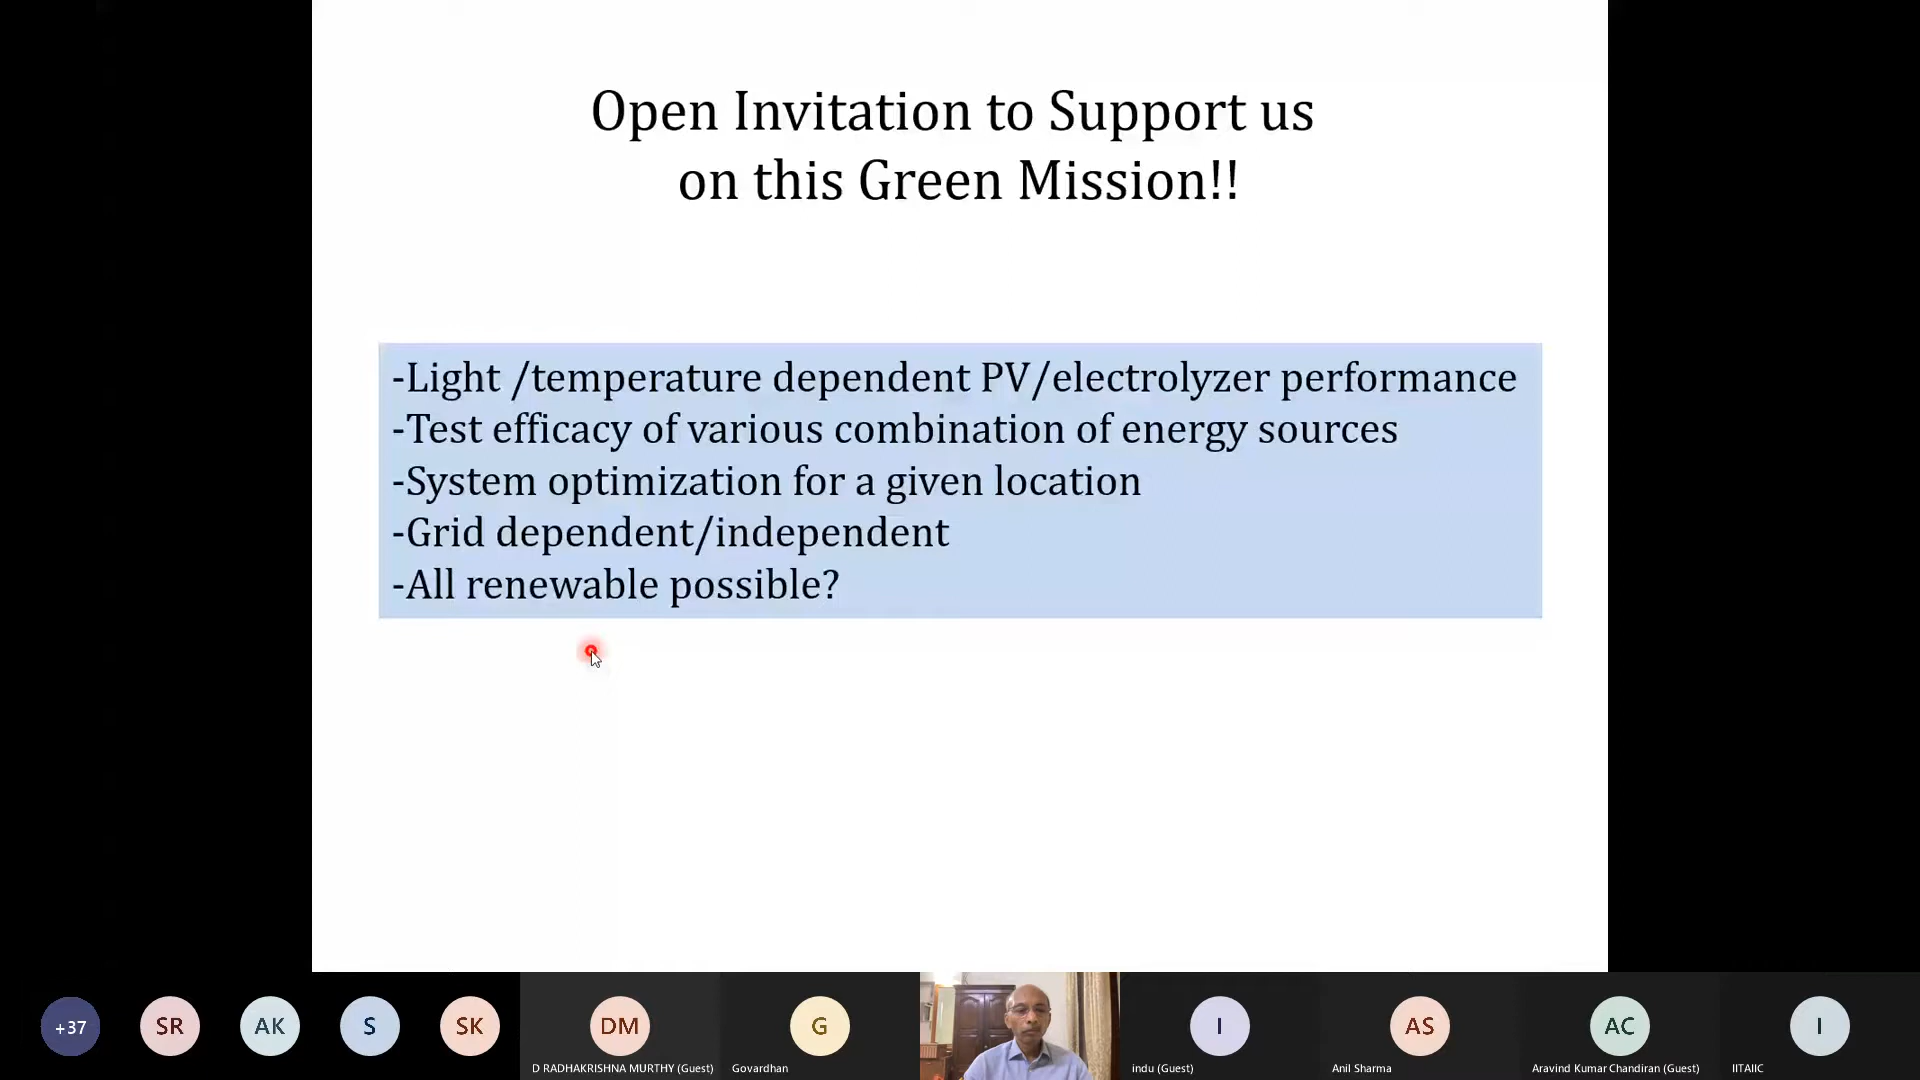 Open Invitation to Support us
on this Green Mission!!
-Light /temperature dependent PV/electrolyzer performance
-Test efficacy of various combination of energy sources
-System optimization for a given location
-Grid dependent/independent
-All renewable possible?
+37
SR
AK
S
SK
DM
D RADHAKRISHNA MURTHY (Guest)
G
Govardhan
I
indu (Guest)
AS
Anil Sharma
AC
Aravind Kumar Chandiran (Guest)
I
IITAIIC